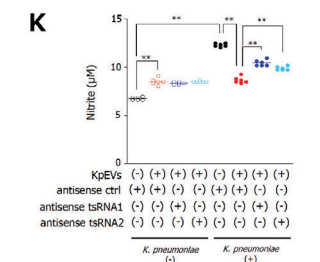 K
**
** ** **
** **
Nitrite (µM)
15
10
5
0
KpEVs (-) (+) (+) (+) (-) (+) (+) (+)
antisense ctrl (+) (+) (-) (-) (+) (+) (-) (-)
antisense tsRNA1 (-) (-) (+) (-) (-) (-) (+) (-)
antisense tsRNA2 (-) (-) (-) (+) (-) (-) (-) (+)
K. pneumoniae K. pneumoniae
(-) (+)